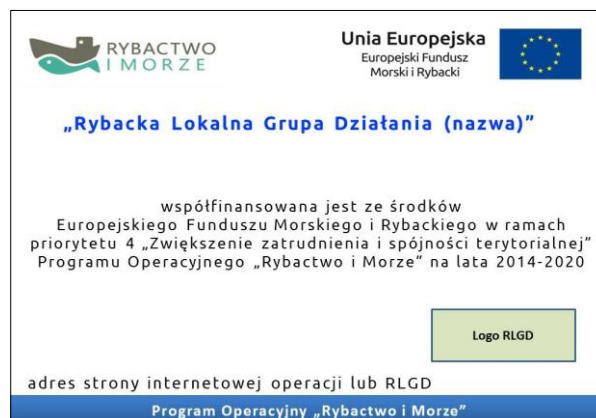 RYBACTWO
I MORZE
Unia Europejska
Europejski Fundusz
Morski i Rybacki
„Rybacka Lokalna Grupa Działania (nazwa)”
współfinansowana jest ze środków
Europejskiego Funduszu Morskiego i Rybackiego w ramach
priorytetu 4 „Zwiększenie zatrudnienia i spójności terytorialnej”
Programu Operacyjnego „Rybactwo i Morze” na lata 2014-2020
Logo RLGD
adres strony internetowej operacji lub RLGD
Program Operacyjny „Rybactwo i Morze”